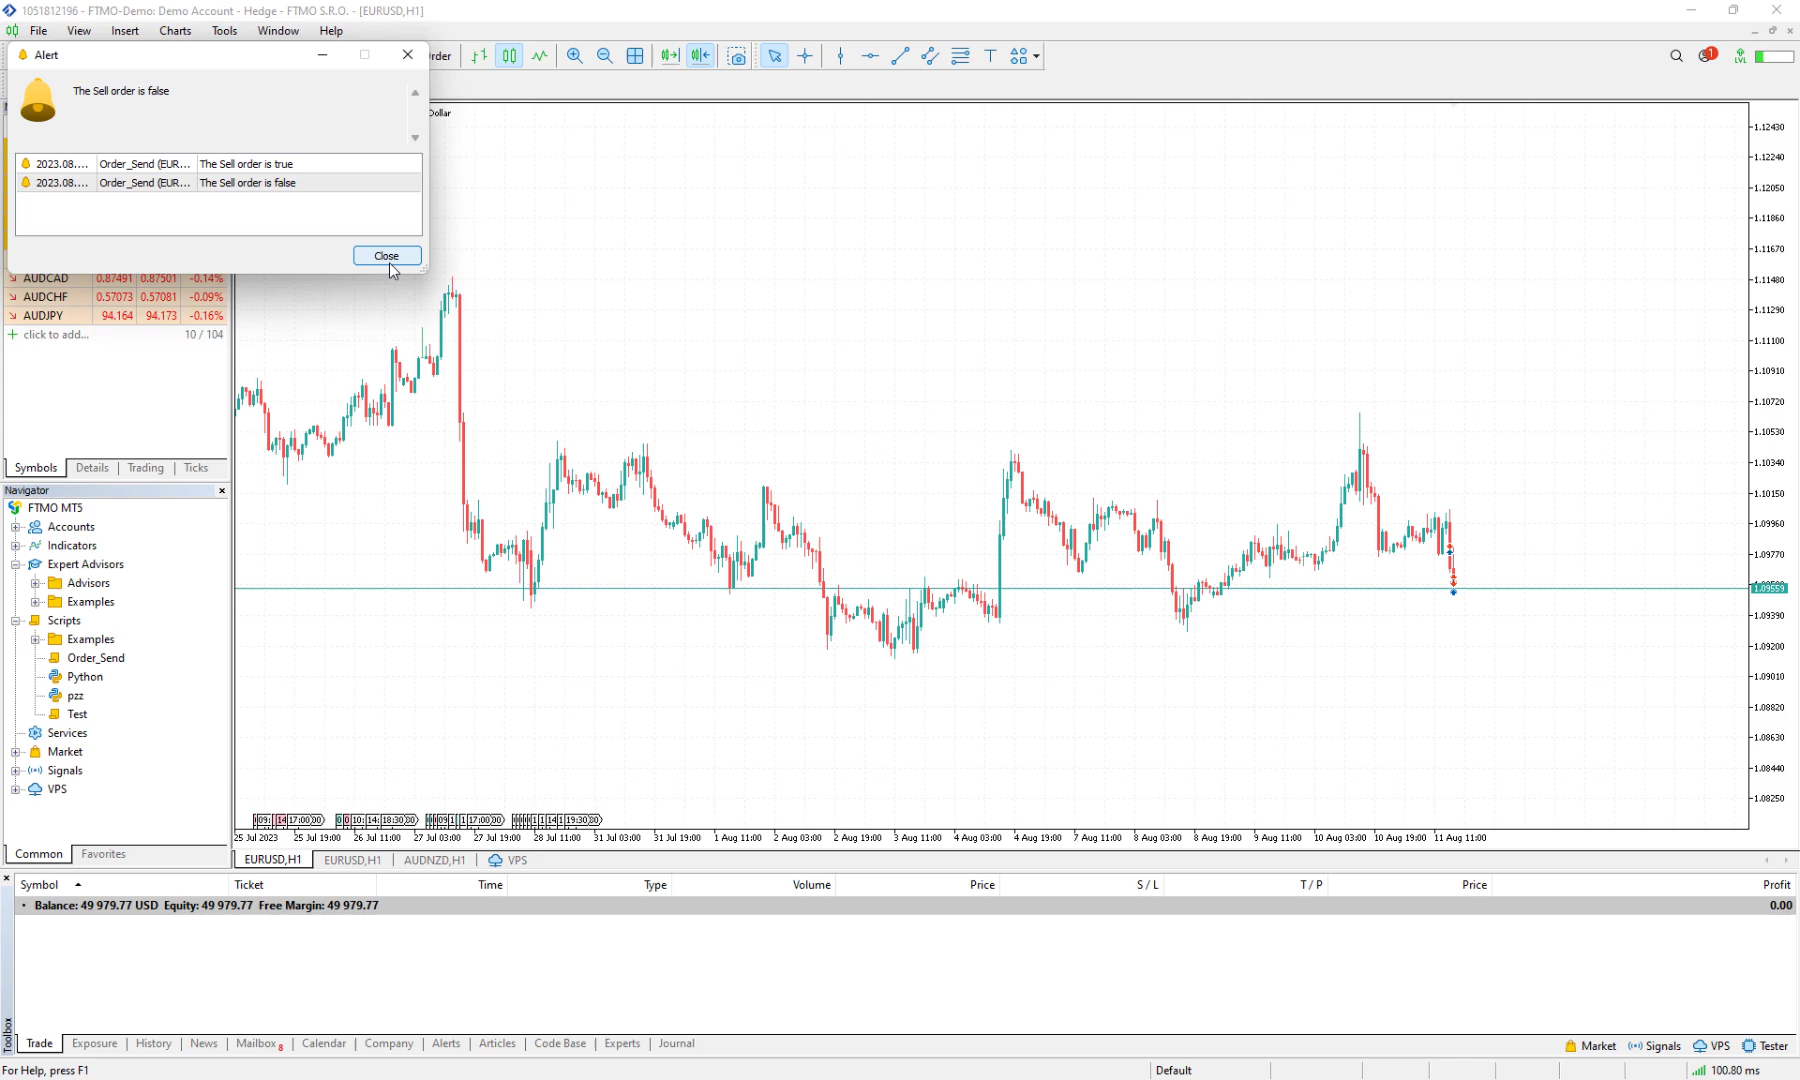 1051812196 - FTMO-Demo: Demo Account - Hedge - FTMO S.R.O. - [EURUSD,H1]
File View Insert Charts Tools Window Help
Alert
The Sell order is false
2023.08.... Order_Send (EUR... The Sell order is true
2023.08.... Order_Send (EUR... The Sell order is false
Close
Dollar
1
LVL
AUDCAD 0.87491 0.87501 -0.14%
AUDCHF 0.57073 0.57081 -0.09%
AUDJPY 94.164 94.173 -0.16%
click to add... 10 / 104
Symbols Details Trading Ticks
Navigator
FTMO MT5
Accounts
Indicators
Expert Advisors
Advisors
Examples
Scripts
Examples
Order_Send
Python
pzz
Test
Services
Market
Signals
VPS
Common Favorites
1.12430
1.12240
1.12050
1.11860
1.11670
1.11480
1.11290
1.11100
1.10910
1.10720
1.10530
1.10340
1.10150
1.09960
1.09770
1.09559
1.09390
1.09200
1.09010
1.08820
1.08630
1.08440
1.08250
25 Jul 2023 25 Jul 19:00 26 Jul 11:00 27 Jul 03:00 27 Jul 19:00 28 Jul 11:00 31 Jul 03:00 31 Jul 19:00 1 Aug 11:00 2 Aug 03:00 2 Aug 19:00 3 Aug 11:00 4 Aug 03:00 4 Aug 19:00 7 Aug 11:00 8 Aug 03:00 8 Aug 19:00 9 Aug 11:00 10 Aug 03:00 10 Aug 19:00 11 Aug 11:00
EURUSD,H1 EURUSD,H1 AUDNZD,H1 VPS
Symbol Ticket Time Type Volume Price S / L T / P Price Profit
Balance: 49 979.77 USD Equity: 49 979.77 Free Margin: 49 979.77 0.00
Toolbox
Trade Exposure History News Mailbox 8 Calendar Company Alerts Articles Code Base Experts Journal
Market Signals VPS Tester
For Help, press F1 Default 100.80 ms